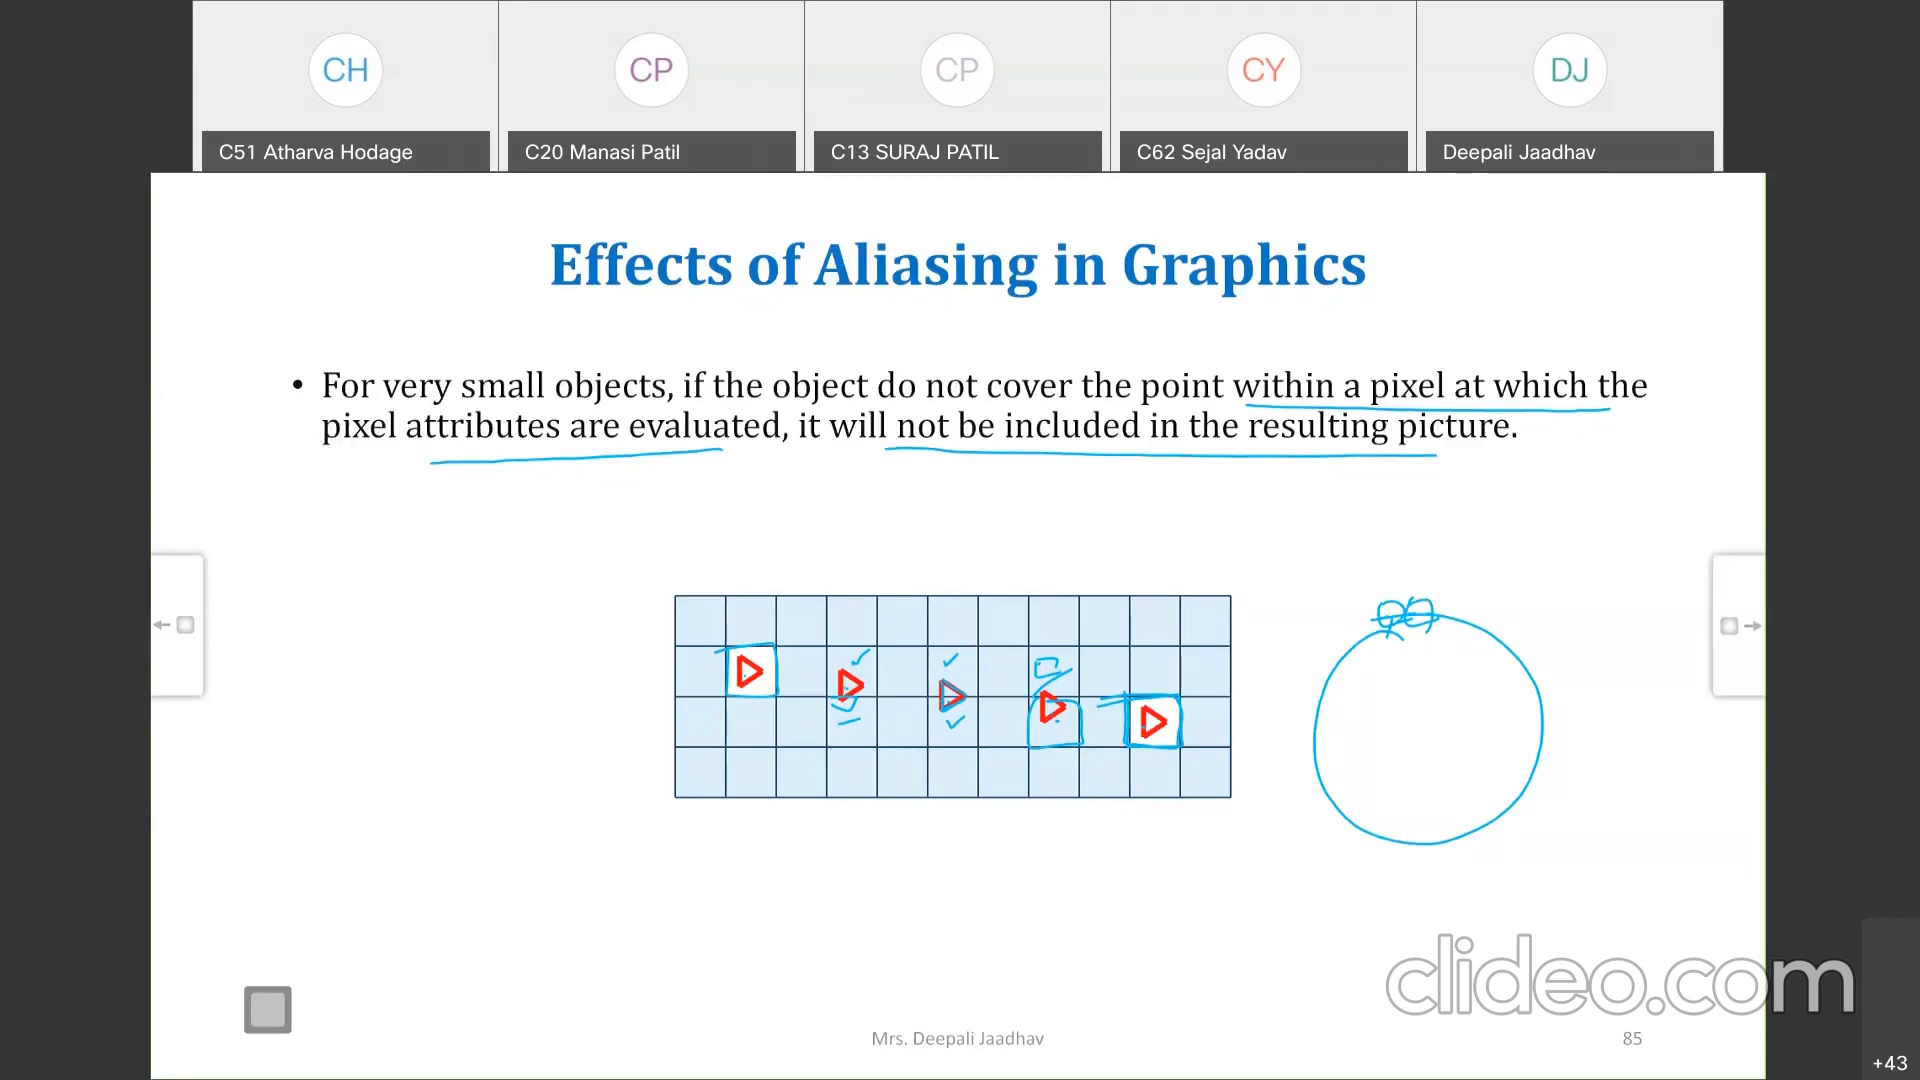 CH
CP
CP
CY
DJ
C51 Atharva Hodage
C20 Manasi Patil
C13 SURAJ PATIL
C62 Sejal Yadav
Deepali Jaadhav
Effects of Aliasing in Graphics
• For very small objects, if the object do not cover the point within a pixel at which the
pixel attributes are evaluated, it will not be included in the resulting picture.
clideo.com
Mrs. Deepali Jaadhav
85
+43